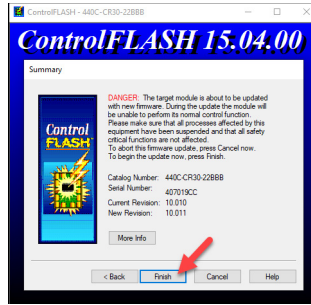 ControlFLASH - 440C-CR30-22BBB
ControlFLASH 15.04.00
Summary
DANGER: The target module is about to be updated
with new firmware. During the update the module will
be unable to perform its normal control function.
Please make sure that all processes affected by this
equipment have been suspended and that all safety
critical functions are not affected.
To abort this firmware update, press Cancel now.
To begin the update now, press Finish.
Control
FLASH
Catalog Number: 440C-CR30-22BBB
Serial Number: 407019CC
Current Revision: 10.010
New Revision: 10.011
More Info
< Back Finish Cancel Help